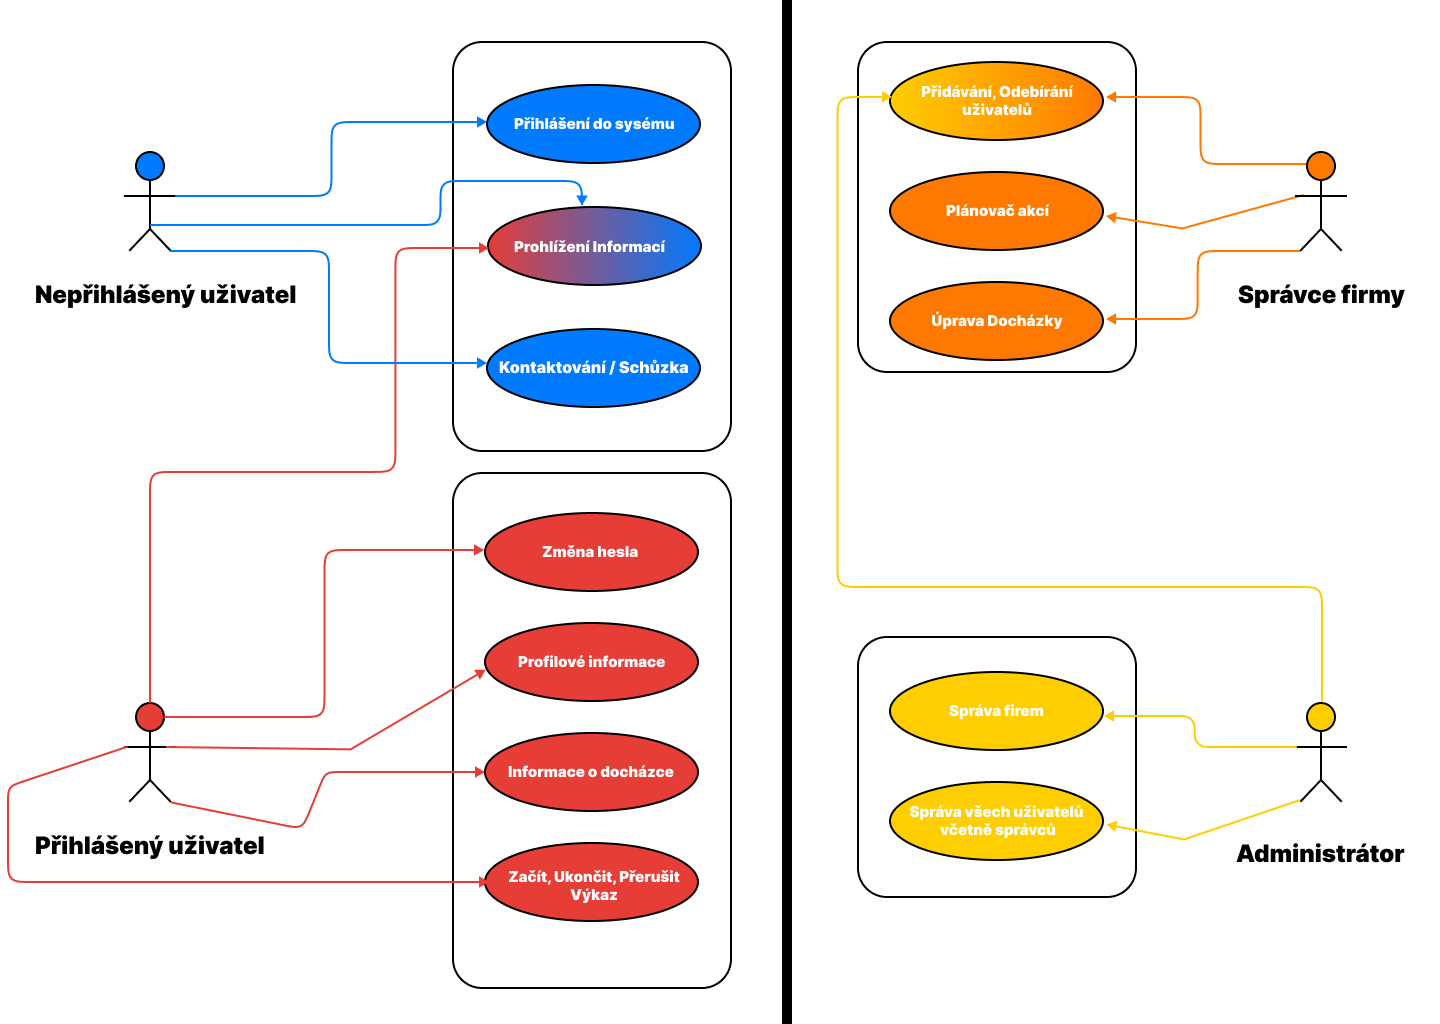 Přihlášení do sysému
Prohlížení Informací
Nepřihlášený uživatel
Kontaktování / Schůzka
Změna hesla
Profilové informace
Informace o docházce
Přihlášený uživatel
Začít, Ukončit, Přerušit
Výkaz
Přidávání, Odebírání
uživatelů
Plánovač akcí
Správce firmy
Úprava Docházky
Správa firem
Správa všech uživatelů
včetně správců
Administrátor